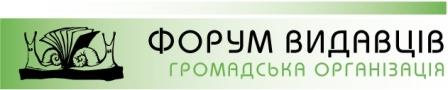 ФОРУМ ВИДАВЦІВ
ГРОМАДСЬКА ОРГАНІЗАЦІЯ